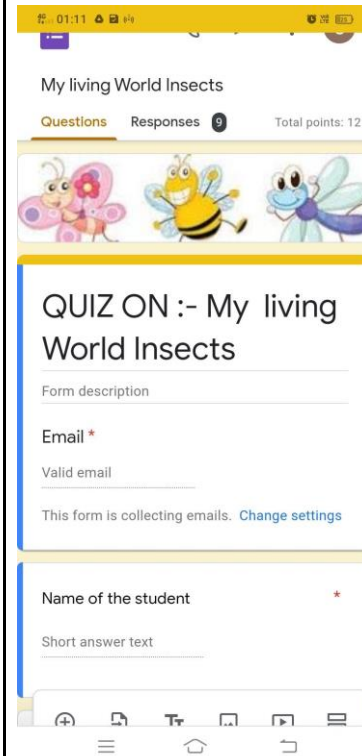 01:11
My living World Insects
Questions Responses 9 Total points: 12
QUIZ ON :- My living
World Insects
Form description
Email *
Valid email
This form is collecting emails. Change settings
Name of the student *
Short answer text
Tт